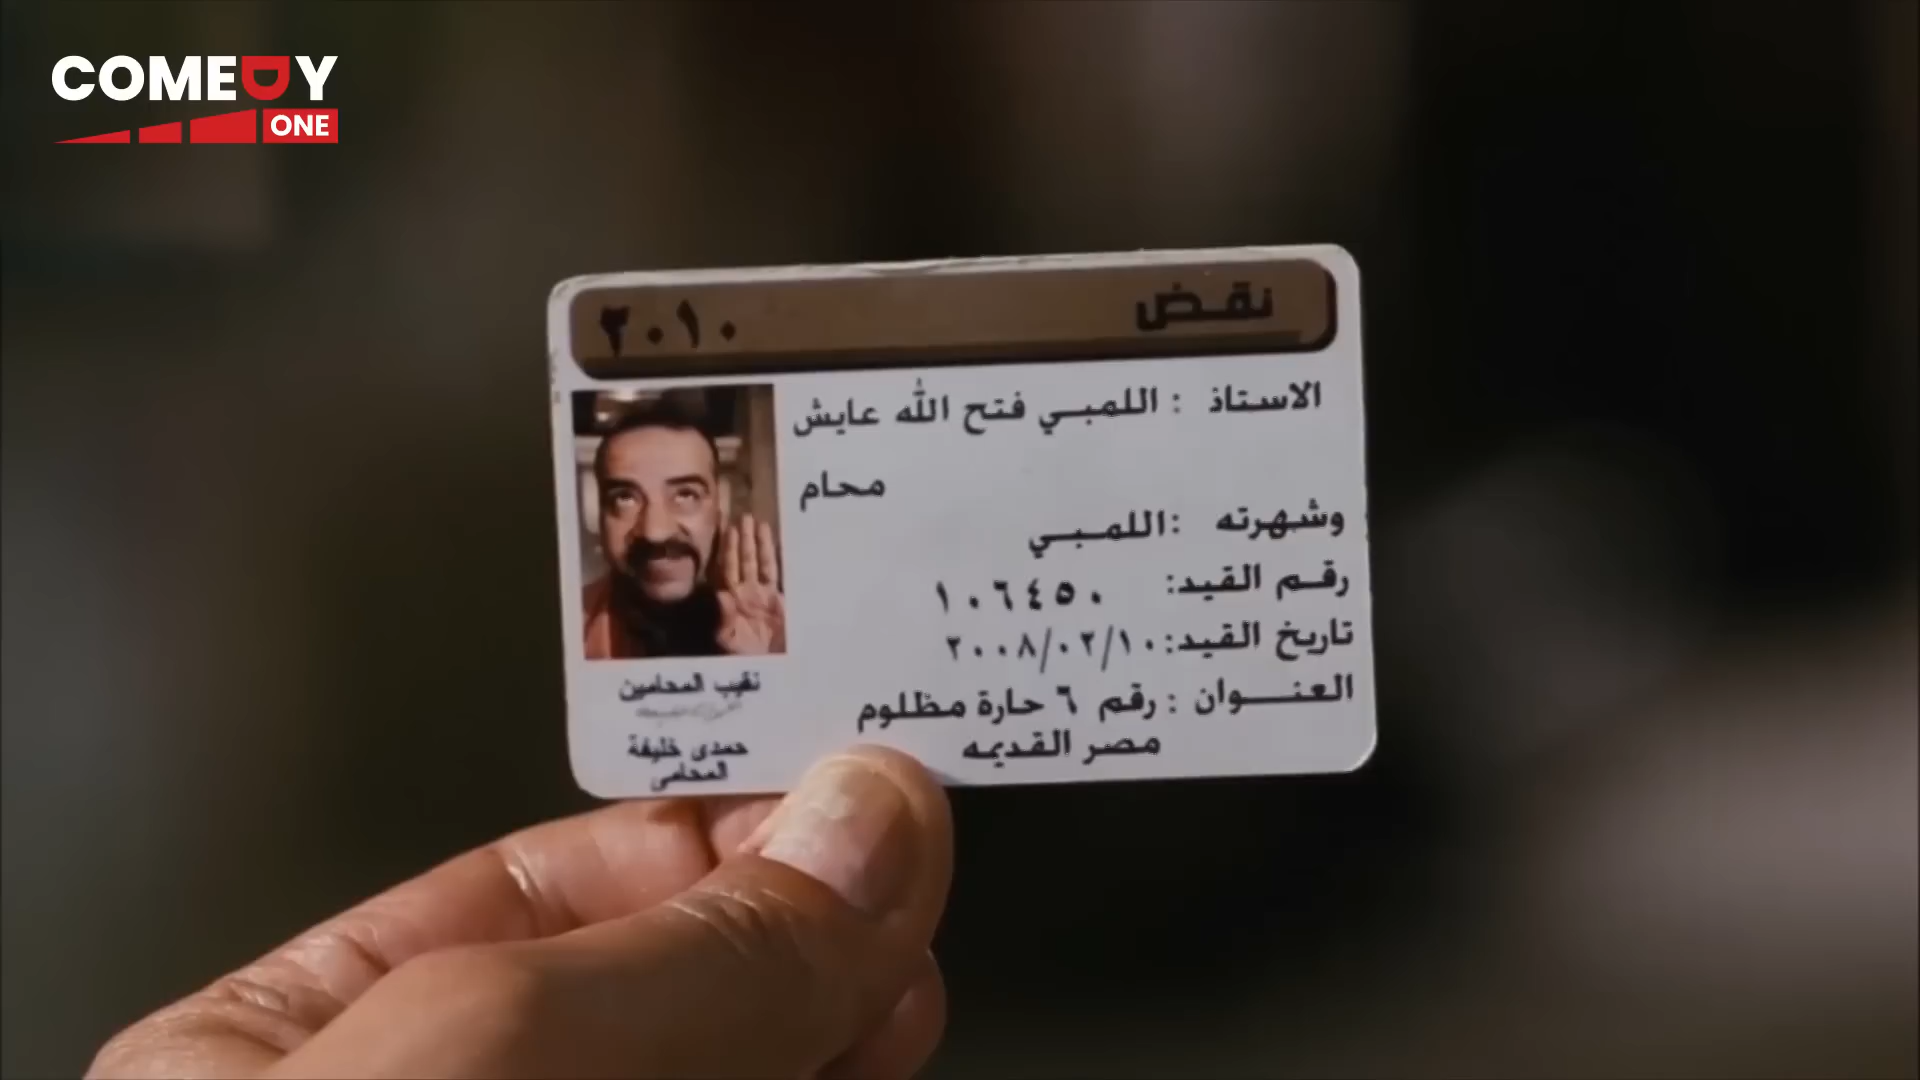 COMEDY
ONE
نقض ٢٠١٠
الاستاذ : اللمبي فتح الله عايش
محام
وشهرته : اللمبي
رقم القيد: ١٠٦٤٥٠
تاريخ القيد: ٢٠٠٨/٠٢/١٠
العنوان : رقم ٦ حارة مظلوم
مصر القديمه
نقيب المحامين
حمدى خليفة
المحامى